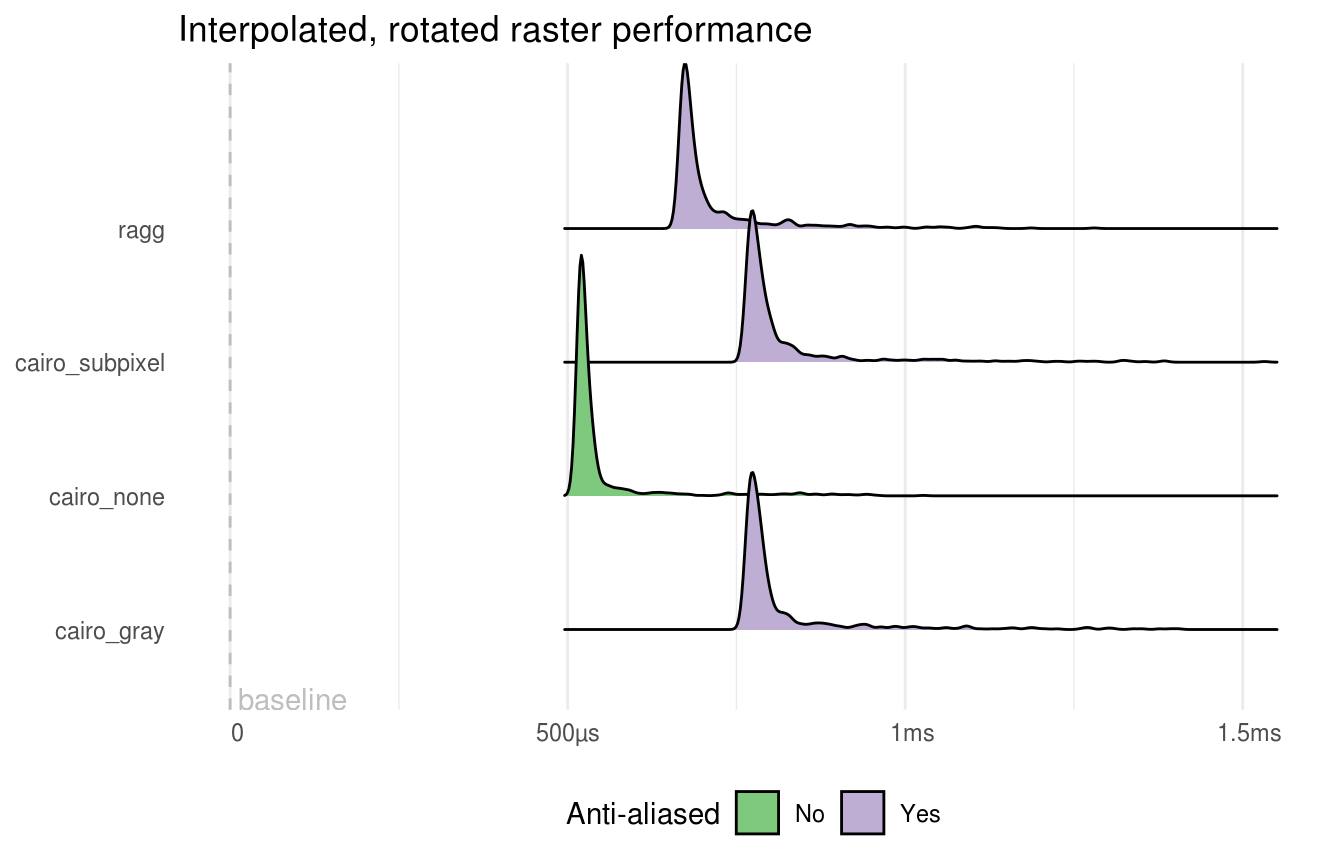 Interpolated, rotated raster performance
ragg
cairo_subpixel
cairo_none
cairo_gray
baseline
0 500µs 1ms 1.5ms
Anti-aliased No Yes